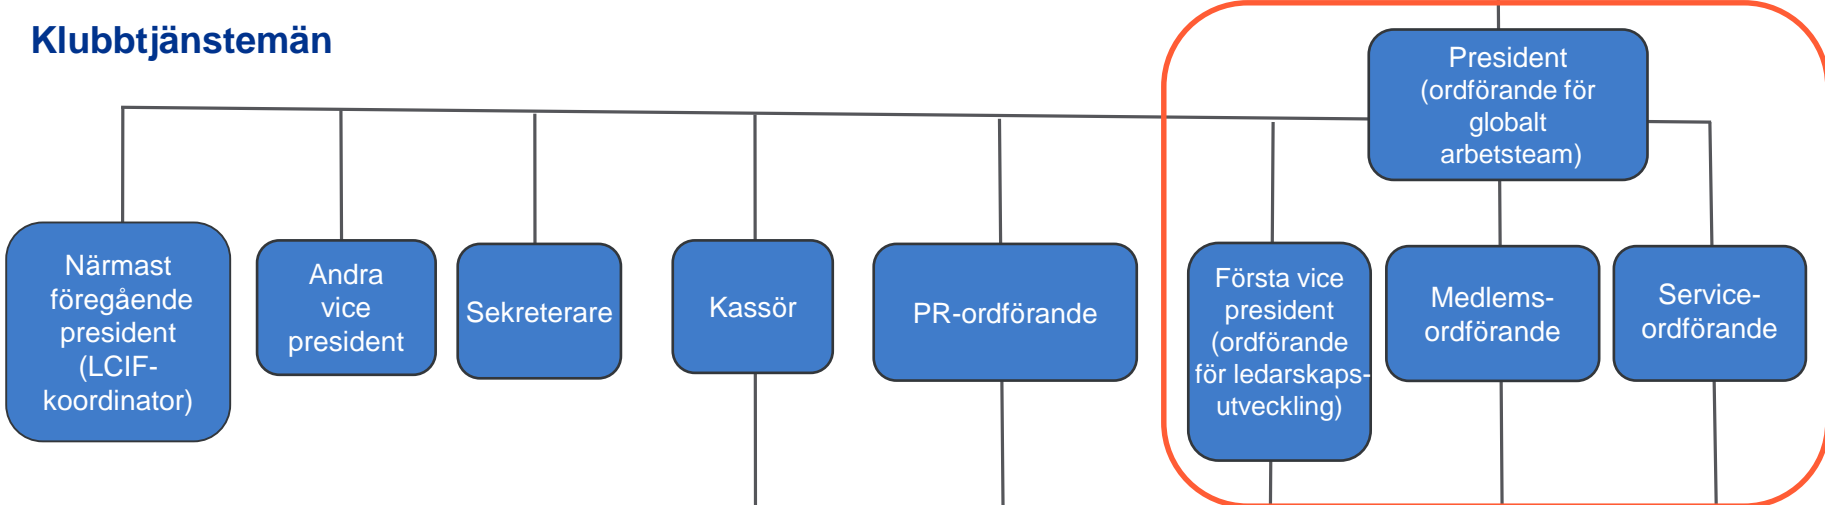 Klubbtjänstemän
President
(ordförande för
globalt
arbetsteam)
Närmast
föregående
president
(LCIF-
koordinator)
Andra
vice
president
Sekreterare
Kassör
PR-ordförande
Första vice
president
(ordförande
för ledarskaps-
utveckling)
Medlems-
ordförande
Service-
ordförande